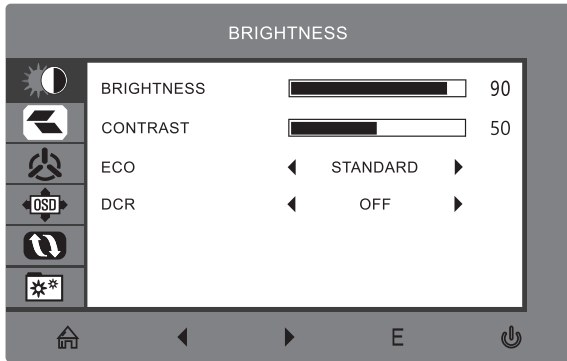 BRIGHTNESS
BRIGHTNESS 90
CONTRAST 50
ECO STANDARD
DCR OFF
OSD
E